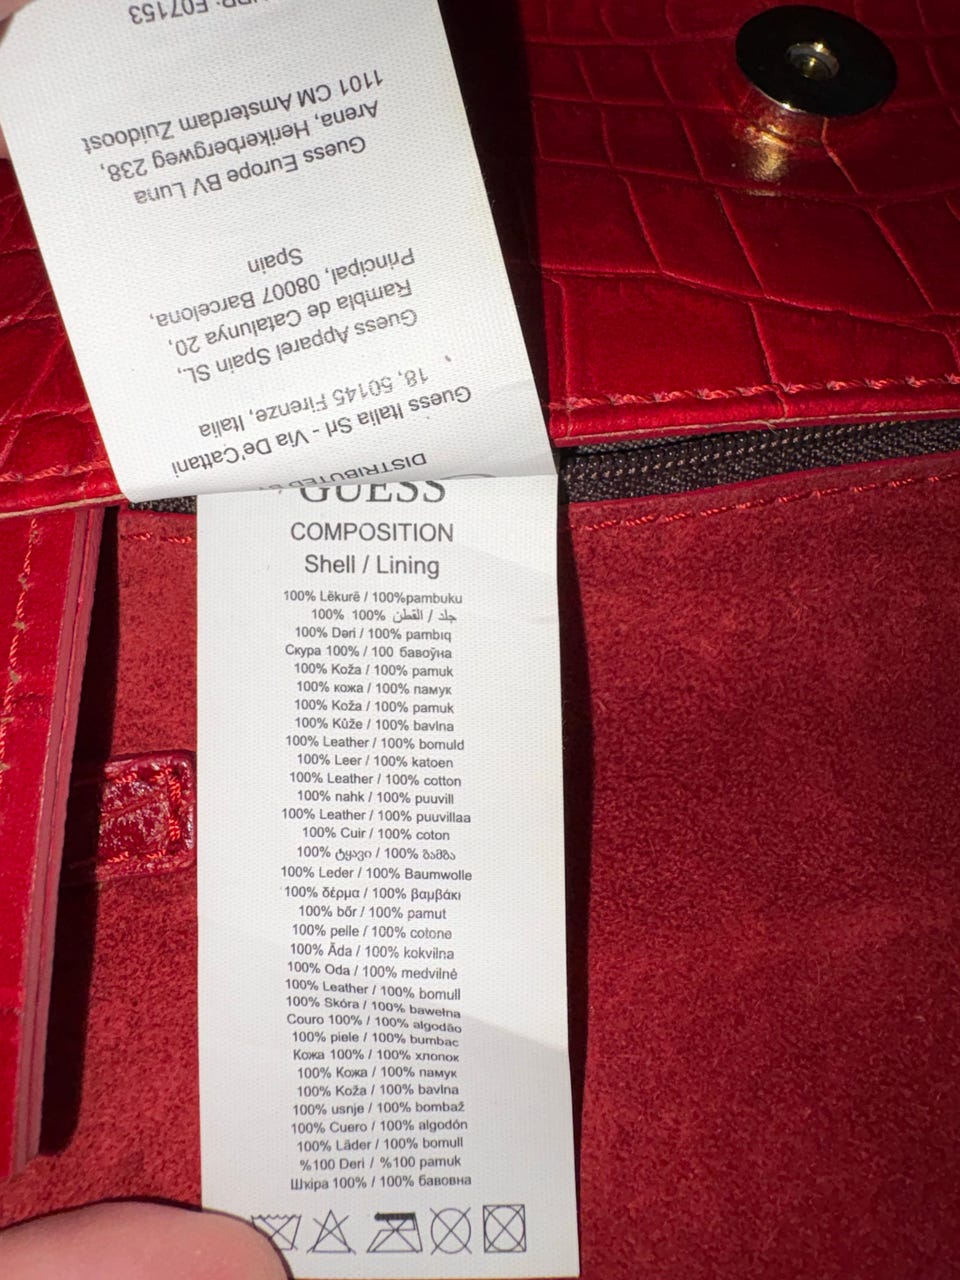 GUESS
COMPOSITION
Shell / Lining
100% Lëkurë / 100%pambuku
جلد / القطن 100% 100%
100% Dəri / 100% pambıq
Скура 100% / 100 бавоўна
100% Koža / 100% pamuk
100% кожа / 100% памук
100% Koža / 100% pamuk
100% Kůže / 100% bavlna
100% Leather / 100% bomuld
100% Leer / 100% katoen
100% Leather / 100% cotton
100% nahk / 100% puuvill
100% Leather / 100% puuvillaa
100% Cuir / 100% coton
100% ტყავი / 100% ბამბა
100% Leder / 100% Baumwolle
100% δέρμα / 100% βαμβάκι
100% bőr / 100% pamut
100% pelle / 100% cotone
100% Āda / 100% kokvilna
100% Oda / 100% medvilnė
100% Leather / 100% bomull
100% Skóra / 100% bawełna
Couro 100% / 100% algodão
100% piele / 100% bumbac
Кожа 100% / 100% хлопок
100% Кожа / 100% памук
100% Koža / 100% bavlna
100% usnje / 100% bombaž
100% Cuero / 100% algodón
100% Läder / 100% bomull
%100 Deri / %100 pamuk
Шкіра 100% / 100% бавовна
DISTRIBUTED
Guess Italia Srl - Via De'Cattani
18, 50145 Firenze, Italia
Guess Apparel Spain SL,
Rambla de Catalunya 20,
Principal, 08007 Barcelona,
Spain
Guess Europe BV Luna
Arena, Herikerbergweg 238,
1101 CM Amsterdam Zuidoost
E07153